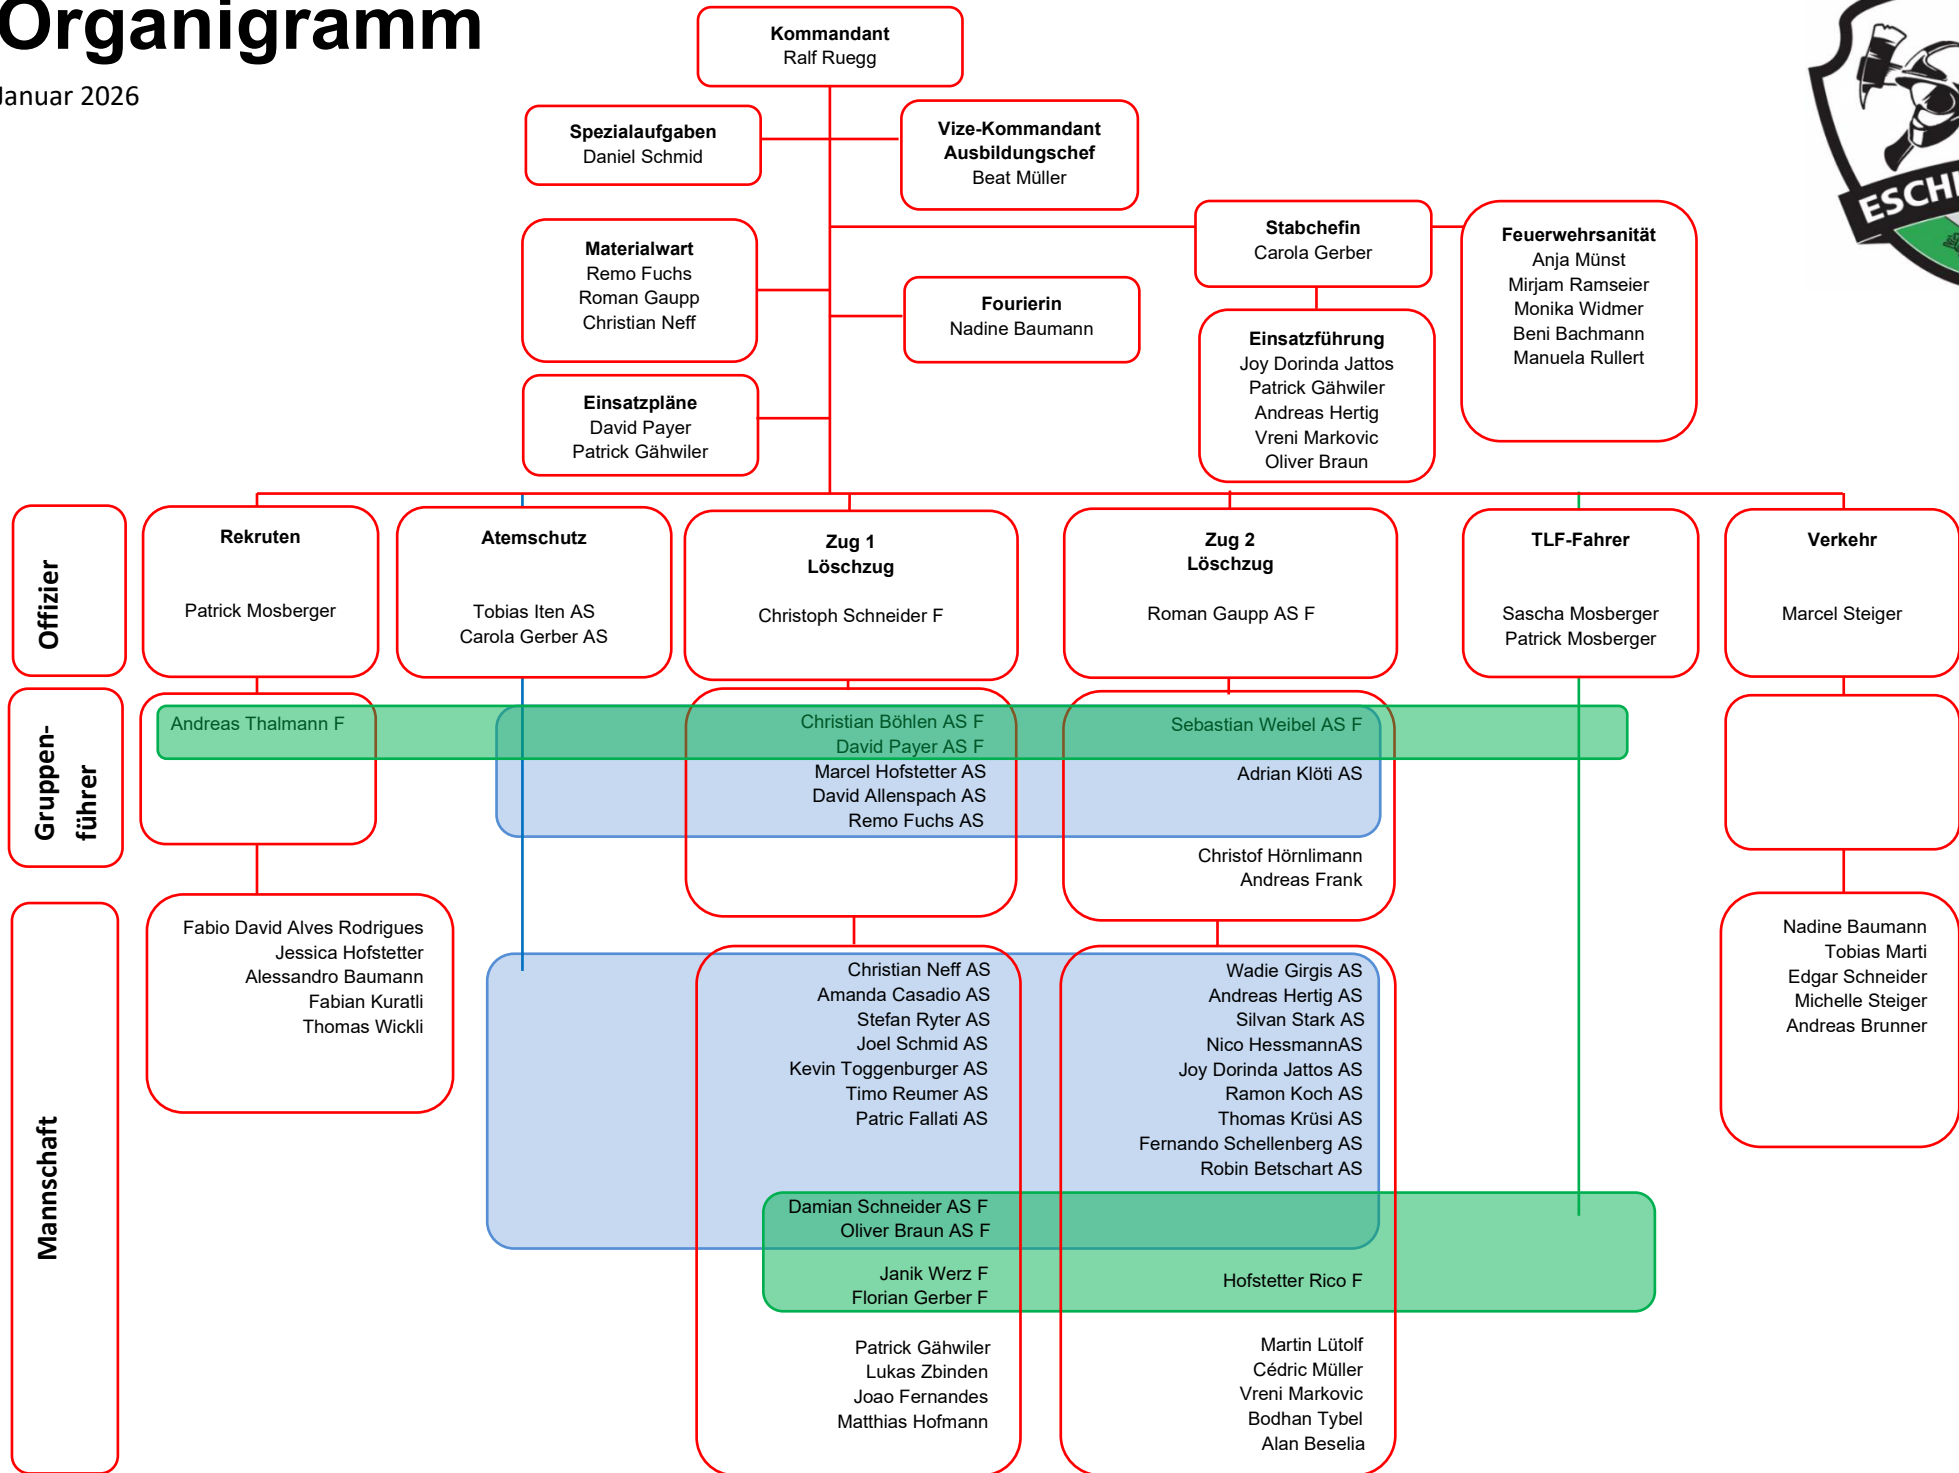 Organigramm
Januar 2026
Kommandant
Ralf Ruegg
Spezialaufgaben
Daniel Schmid
Vize-Kommandant
Ausbildungschef
Beat Müller
Materialwart
Remo Fuchs
Roman Gaupp
Christian Neff
Fourierin
Nadine Baumann
Stabchefin
Carola Gerber
Feuerwehrsanität
Anja Münst
Mirjam Ramseier
Monika Widmer
Beni Bachmann
Manuela Rullert
Einsatzpläne
David Payer
Patrick Gähwiler
Einsatzführung
Joy Dorinda Jattos
Patrick Gähwiler
Andreas Hertig
Vreni Markovic
Oliver Braun
Offizier
Rekruten
Patrick Mosberger
Atemschutz
Tobias Iten AS
Carola Gerber AS
Zug 1
Löschzug
Christoph Schneider F
Zug 2
Löschzug
Roman Gaupp AS F
TLF-Fahrer
Sascha Mosberger
Patrick Mosberger
Verkehr
Marcel Steiger
Gruppen-
führer
Andreas Thalmann F
Christian Böhlen AS F
David Payer AS F
Marcel Hofstetter AS
David Allenspach AS
Remo Fuchs AS
Sebastian Weibel AS F
Adrian Klöti AS
Christof Hörnlimann
Andreas Frank
Mannschaft
Fabio David Alves Rodrigues
Jessica Hofstetter
Alessandro Baumann
Fabian Kuratli
Thomas Wickli
Christian Neff AS
Amanda Casadio AS
Stefan Ryter AS
Joel Schmid AS
Kevin Toggenburger AS
Timo Reumer AS
Patric Fallati AS
Damian Schneider AS F
Oliver Braun AS F
Janik Werz F
Florian Gerber F
Patrick Gähwiler
Lukas Zbinden
Joao Fernandes
Matthias Hofmann
Wadie Girgis AS
Andreas Hertig AS
Silvan Stark AS
Nico HessmannAS
Joy Dorinda Jattos AS
Ramon Koch AS
Thomas Krüsi AS
Fernando Schellenberg AS
Robin Betschart AS
Hofstetter Rico F
Martin Lütolf
Cédric Müller
Vreni Markovic
Bodhan Tybel
Alan Beselia
Nadine Baumann
Tobias Marti
Edgar Schneider
Michelle Steiger
Andreas Brunner